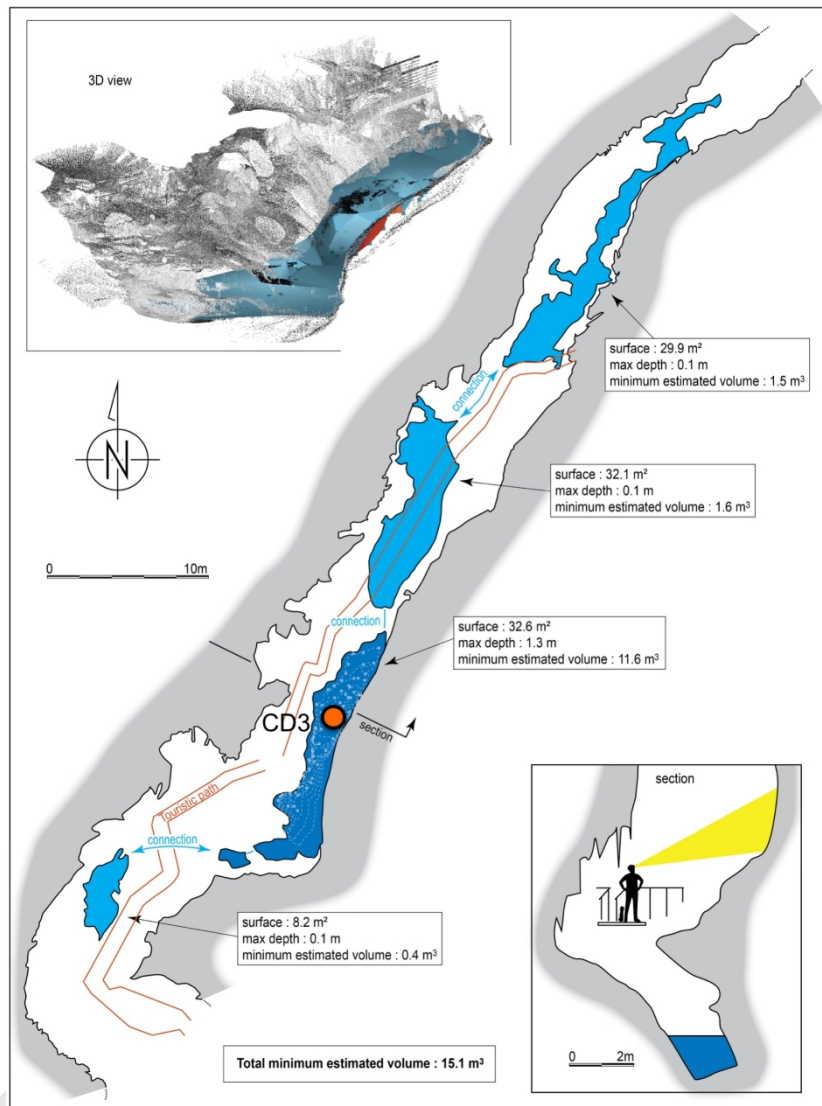 3D view
surface : 29.9 m²
max depth : 0.1 m
minimum estimated volume : 1.5 m³
connection
N
surface : 32.1 m²
max depth : 0.1 m
minimum estimated volume : 1.6 m³
0 10m
connection
surface : 32.6 m²
max depth : 1.3 m
minimum estimated volume : 11.6 m³
CD3
section
Touristic path
connection
section
surface : 8.2 m²
max depth : 0.1 m
minimum estimated volume : 0.4 m³
Total minimum estimated volume : 15.1 m³
0 2m